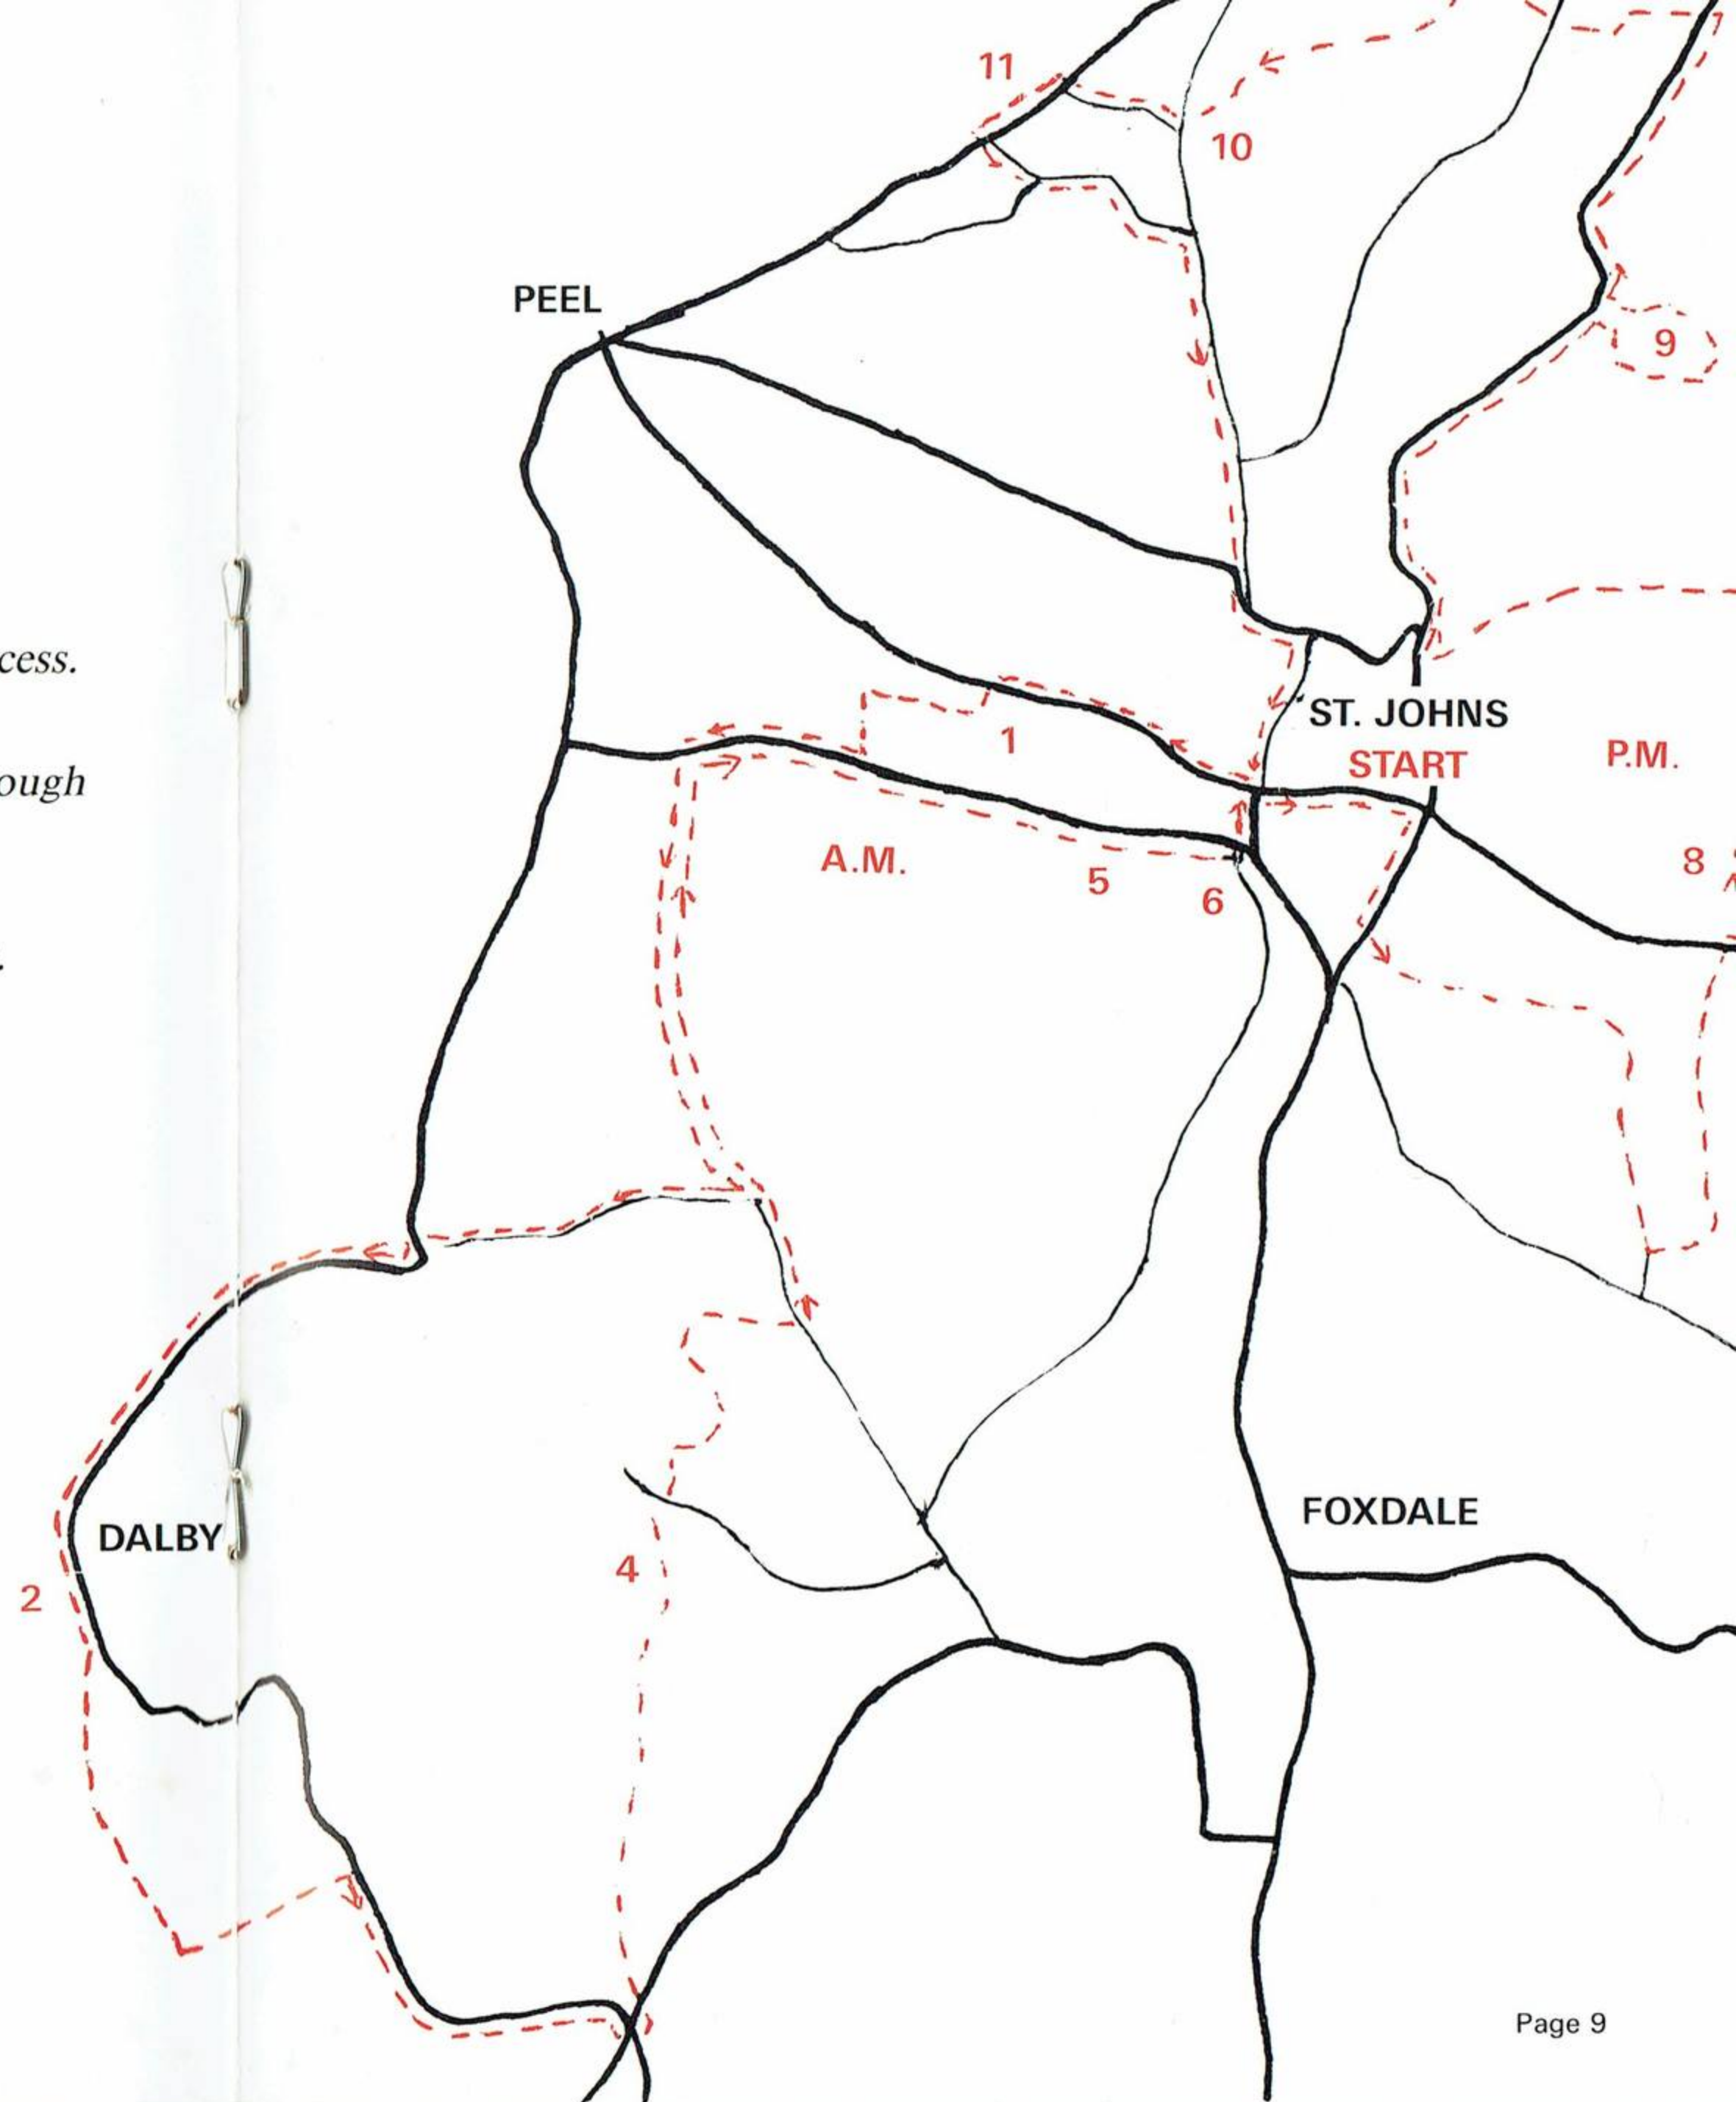 11
10
PEEL
9
cess.
ST. JOHNS
1
START
P.M.
ough
A.M.
8
5
6
.
FOXDALE
DALBY
4
2
Page 9